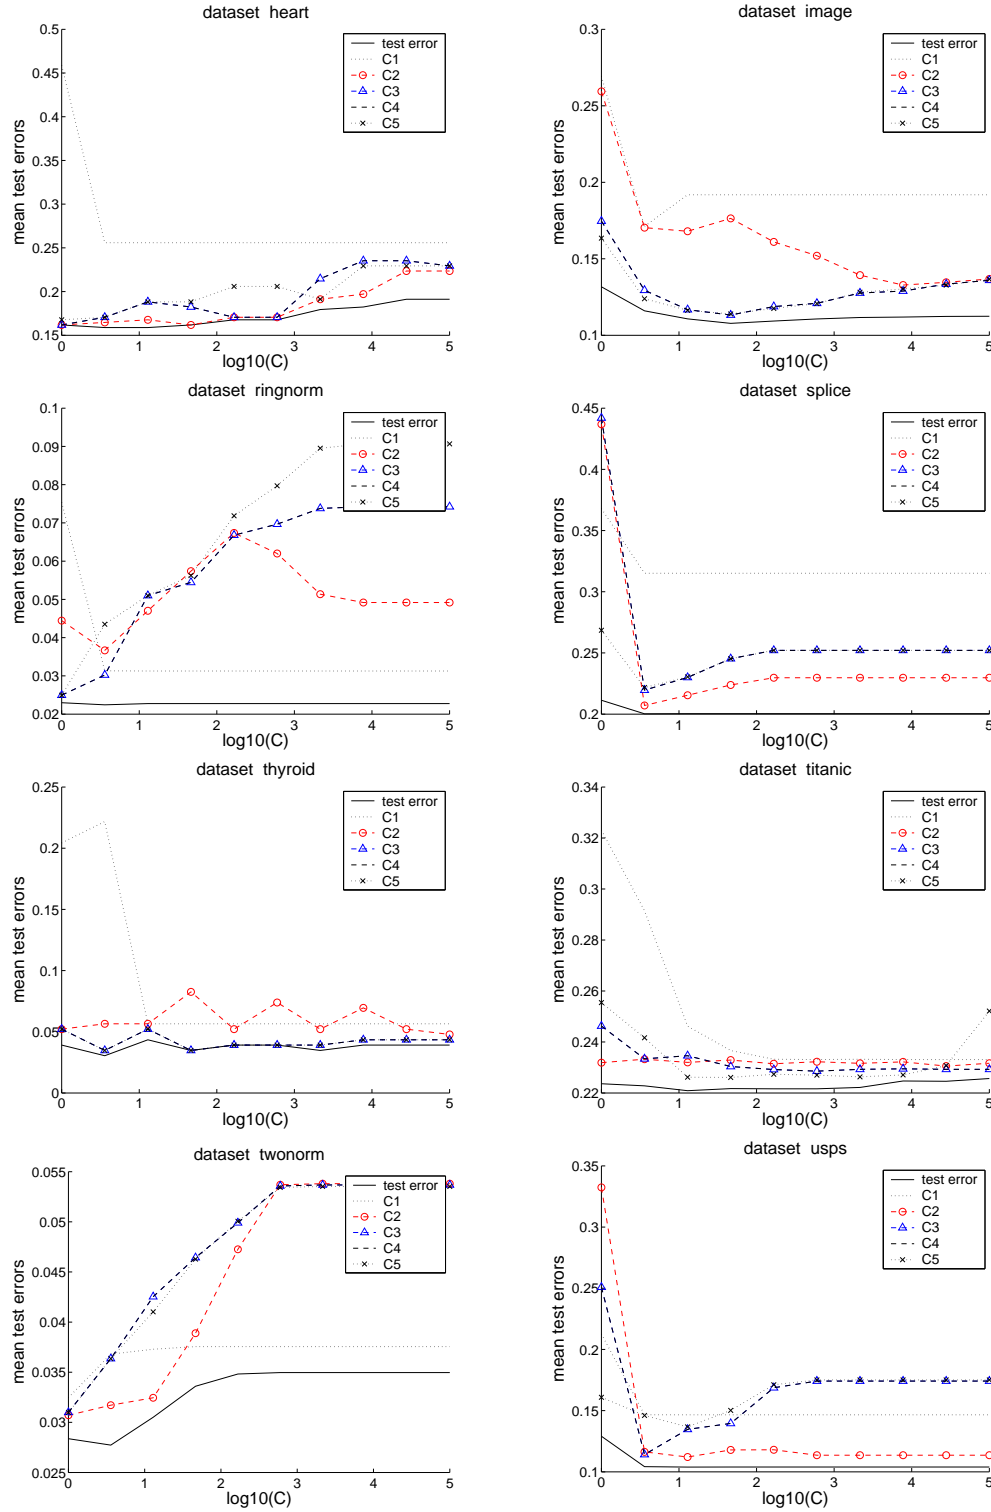 dataset heart
mean test errors
0.5
0.45
0.4
0.35
0.3
0.25
0.2
0.15
0 1 2 3 4 5
log10(C)
test error
C1
C2
C3
C4
C5
dataset image
mean test errors
0.3
0.25
0.2
0.15
0.1
0 1 2 3 4 5
log10(C)
test error
C1
C2
C3
C4
C5
dataset ringnorm
mean test errors
0.1
0.09
0.08
0.07
0.06
0.05
0.04
0.03
0.02
0 1 2 3 4 5
log10(C)
test error
C1
C2
C3
C4
C5
dataset splice
mean test errors
0.45
0.4
0.35
0.3
0.25
0.2
0 1 2 3 4 5
log10(C)
test error
C1
C2
C3
C4
C5
dataset thyroid
mean test errors
0.25
0.2
0.15
0.1
0.05
0
0 1 2 3 4 5
log10(C)
test error
C1
C2
C3
C4
C5
dataset titanic
mean test errors
0.34
0.32
0.3
0.28
0.26
0.24
0.22
0 1 2 3 4 5
log10(C)
test error
C1
C2
C3
C4
C5
dataset twonorm
mean test errors
0.055
0.05
0.045
0.04
0.035
0.03
0.025
0 1 2 3 4 5
log10(C)
test error
C1
C2
C3
C4
C5
dataset usps
mean test errors
0.35
0.3
0.25
0.2
0.15
0.1
0 1 2 3 4 5
log10(C)
test error
C1
C2
C3
C4
C5